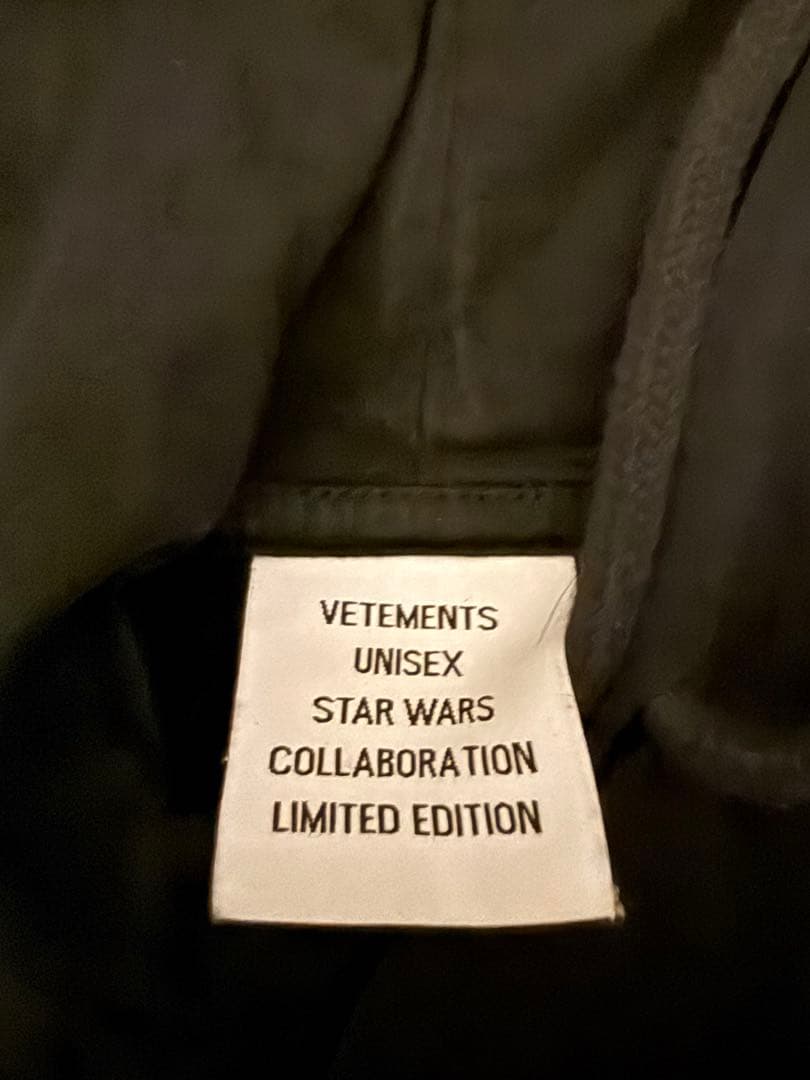 VETEMENTS
UNISEX
STAR WARS
COLLABORATION
LIMITED EDITION